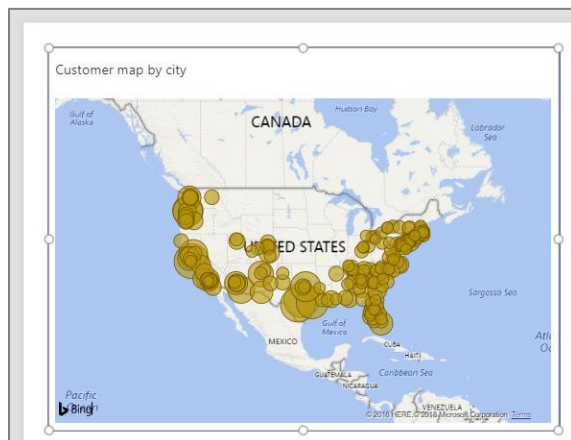 Customer map by city
Gulf of
Alaska
Hudson Bay
CANADA
Labrador
Sea
UNITED STATES
Sargasso Sea
Gulf of
Mexico
MEXICO
CUBA
HAITI
GUATEMALA
Caribbean Sea
NICARAGUA
Pacific
Bing
VENEZUELA
© 2016 HERE, © 2016 Microsoft Corporation Terms